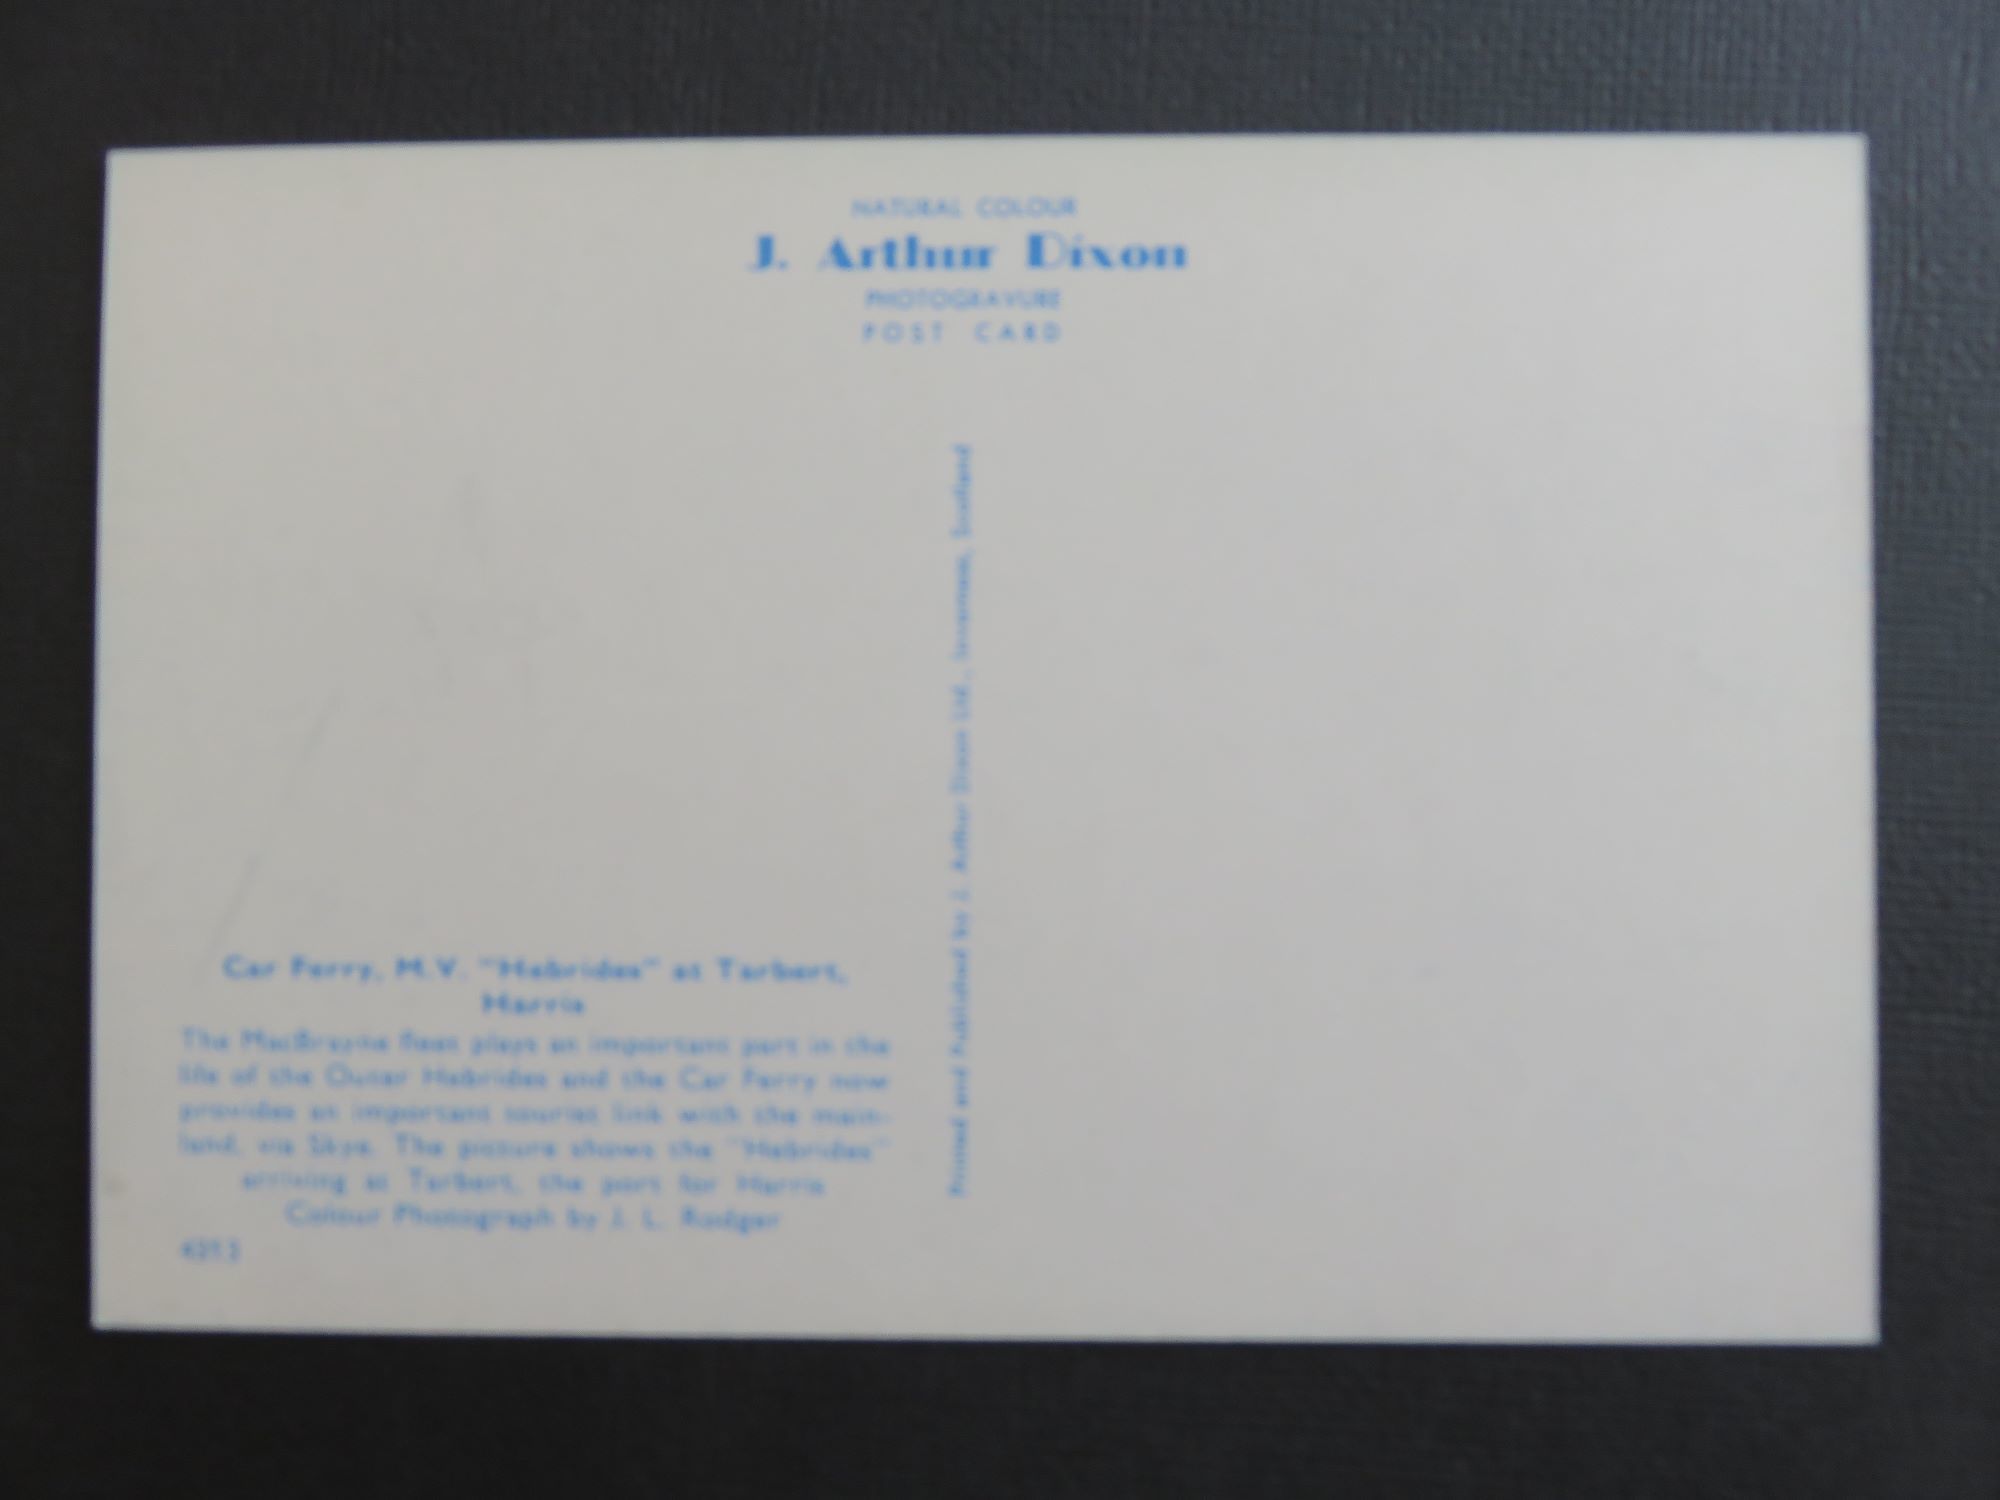 NATURAL COLOUR
J. Arthur Dixon
PHOTOGRAVURE
POST CARD
Printed and Published by J. Arthur Dixon Ltd., Inverness, Scotland
Car Ferry, M.V. "Hebrides" at Tarbert,
Harris
The MacBrayne fleet plays an important part in the
life of the Outer Hebrides and the Car Ferry now
provides an important tourist link with the main-
land, via Skye. The picture shows the "Hebrides"
arriving at Tarbert, the port for Harris
Colour Photograph by J. L. Rodger